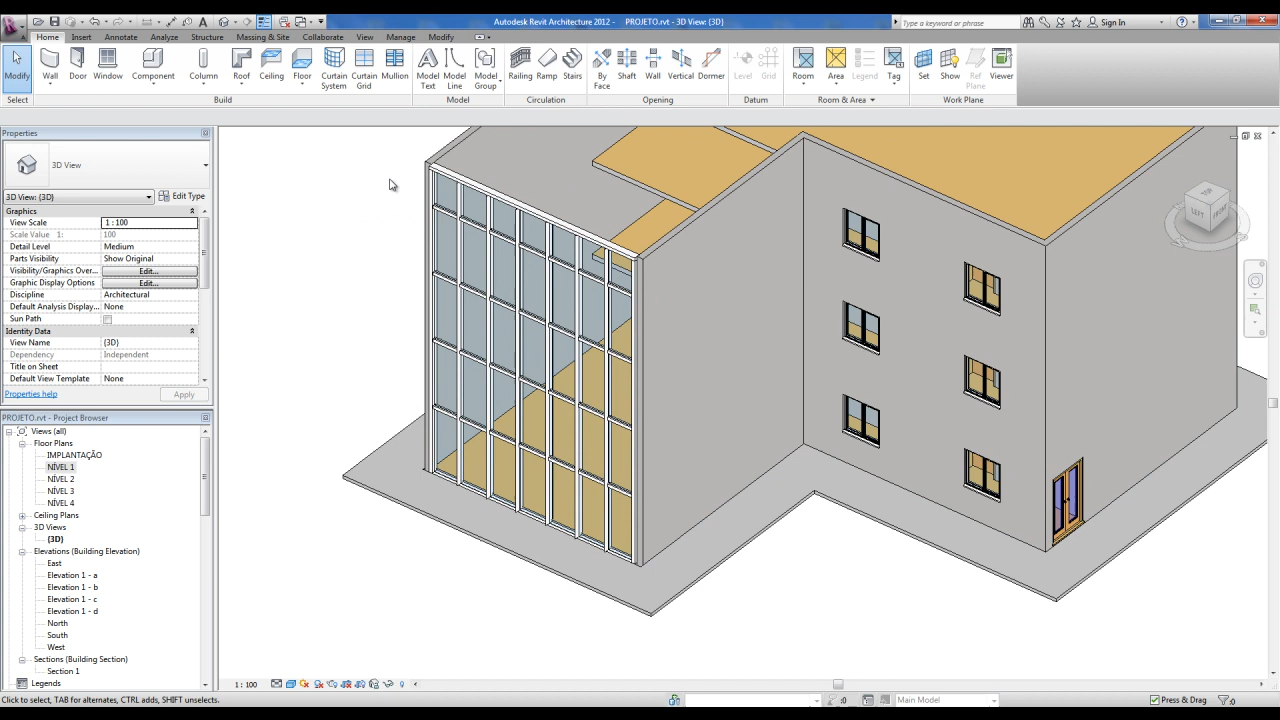 Autodesk Revit Architecture 2012 -    PROJETO.rvt - 3D View: {3D}
Type a keyword or phrase
Sign In
Home Insert Annotate Analyze Structure Massing & Site Collaborate View Manage Modify
Modify Wall Door Window Component Column Roof Ceiling Floor Curtain System Curtain Grid Mullion Model Text Model Line Model Group Railing Ramp Stairs By Face Shaft Wall Vertical Dormer Level Grid Room Area Legend Tag Set Show Ref Plane Viewer
Select Build Model Circulation Opening Datum Room & Area Work Plane
Properties
3D View
3D View: {3D} Edit Type
Graphics
View Scale 1 : 100
Scale Value 1: 100
Detail Level Medium
Parts Visibility Show Original
Visibility/Graphics Over... Edit...
Graphic Display Options Edit...
Discipline Architectural
Default Analysis Display... None
Sun Path
Identity Data
View Name {3D}
Dependency Independent
Title on Sheet
Default View Template None
Properties help Apply
PROJETO.rvt - Project Browser
Views (all)
Floor Plans
IMPLANTAÇÃO
NÍVEL 1
NÍVEL 2
NÍVEL 3
NÍVEL 4
Ceiling Plans
3D Views
{3D}
Elevations (Building Elevation)
East
Elevation 1 - a
Elevation 1 - b
Elevation 1 - c
Elevation 1 - d
North
South
West
Sections (Building Section)
Section 1
Legends
TOP
LEFT
FRONT
1 : 100
Click to select, TAB for alternates, CTRL adds, SHIFT unselects.
:0
Main Model
Press & Drag
:0